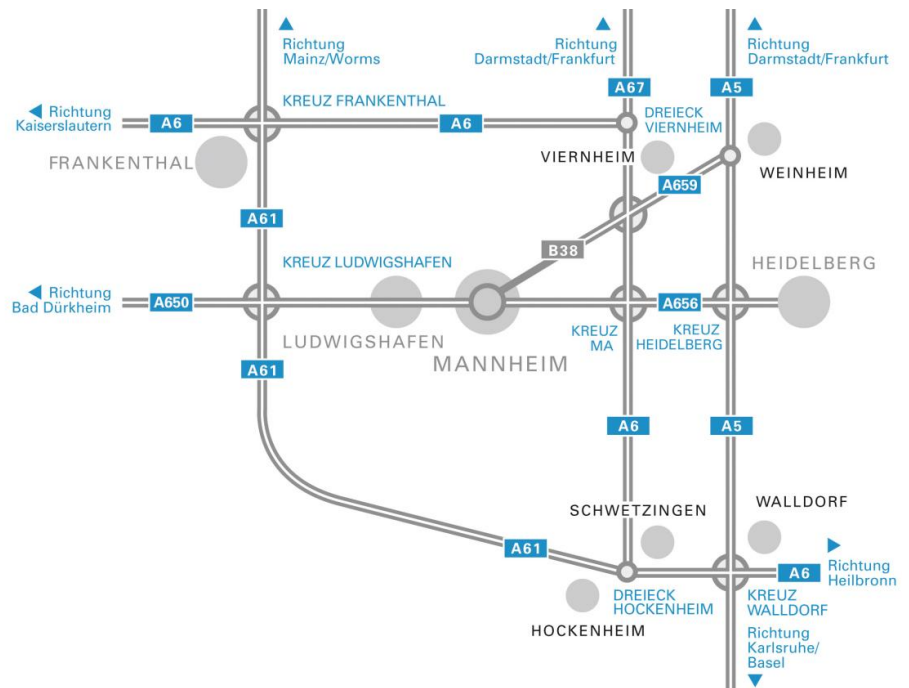 Richtung
Mainz/Worms
Richtung
Darmstadt/Frankfurt
Richtung
Darmstadt/Frankfurt
A67
A5
KREUZ FRANKENTHAL
Richtung
Kaiserslautern
A6
A6
DREIECK
VIERNHEIM
FRANKENTHAL
VIERNHEIM
WEINHEIM
A659
A61
B38
KREUZ LUDWIGSHAFEN
HEIDELBERG
Richtung
Bad Dürkheim
A650
A656
LUDWIGSHAFEN
MANNHEIM
KREUZ
MA
KREUZ
HEIDELBERG
A61
A6
A5
SCHWETZINGEN
WALLDORF
A61
A6
Richtung
Heilbronn
DREIECK
HOCKENHEIM
KREUZ
WALLDORF
HOCKENHEIM
Richtung
Karlsruhe/
Basel